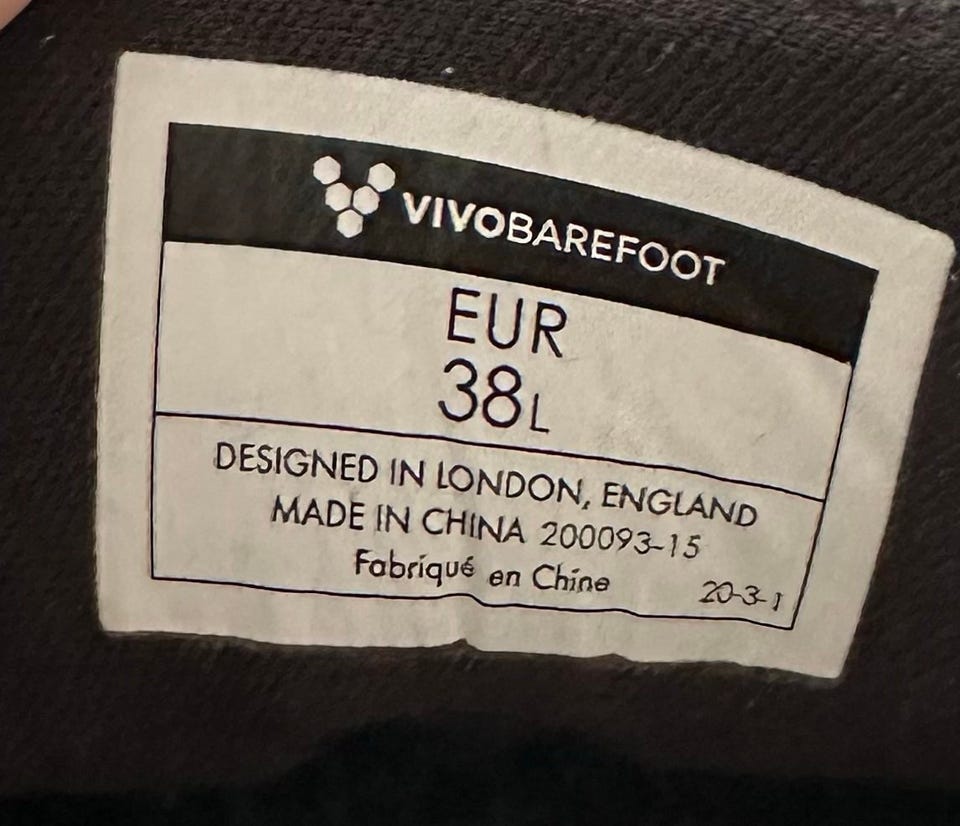 VIVOBAREFOOT
EUR
38L
DESIGNED IN LONDON, ENGLAND
MADE IN CHINA 200093-15
Fabriqué en Chine 20-3-1